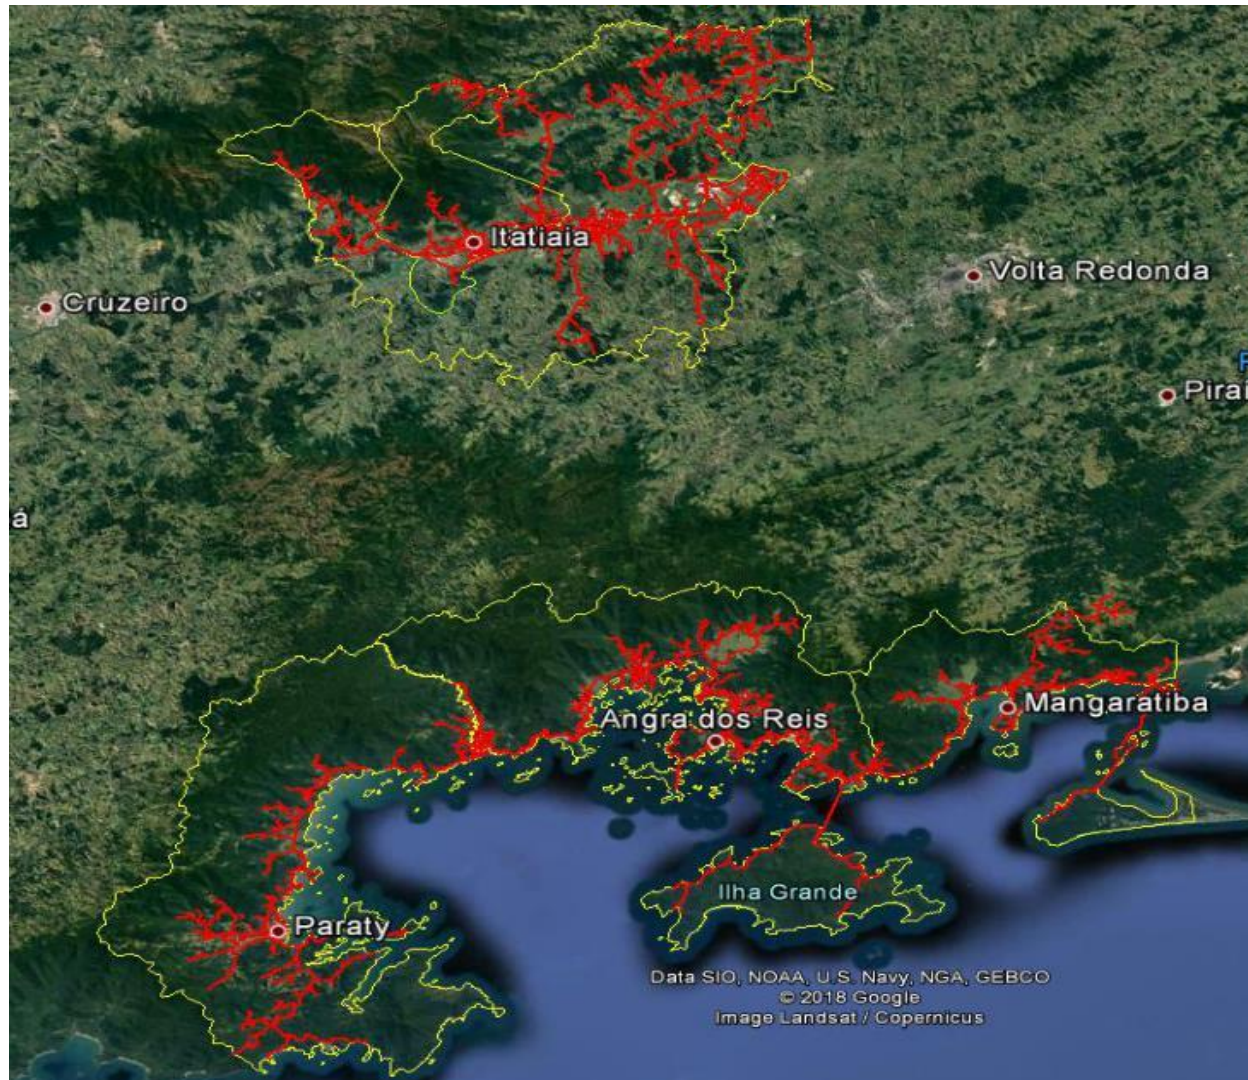 Itatiaia
Volta Redonda
Cruzeiro
P
Pirai
á
Mangaratiba
Angra dos Reis
Ilha Grande
Paraty
Data SIO, NOAA, U.S. Navy, NGA, GEBCO
© 2018 Google
Image Landsat / Copernicus